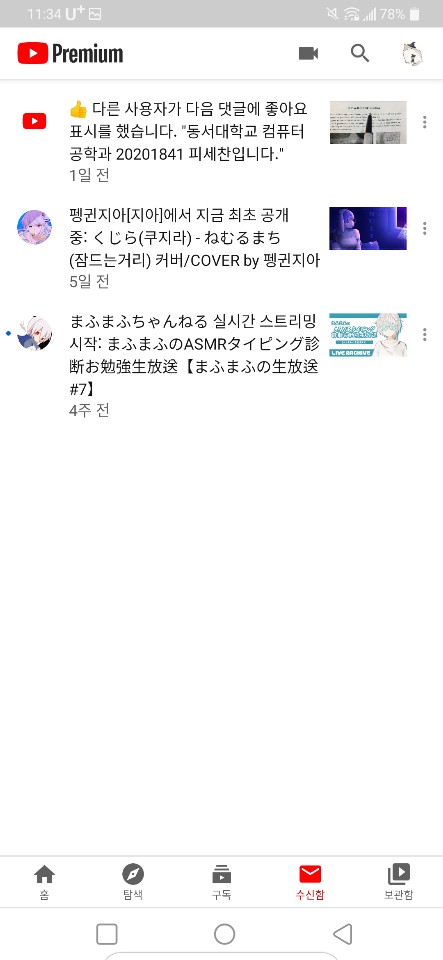 11:34 U+
78%
Premium
👍 다른 사용자가 다음 댓글에 좋아요
표시를 했습니다. "동서대학교 컴퓨터
공학과 20201841 피세찬입니다."
1일 전
펭귄지아[지아]에서 지금 최초 공개
중: くじら(쿠지라) - ねむるまち
(잠드는거리) 커버/COVER by 펭귄지아
5일 전
まふまふちゃんねる 실시간 스트리밍
시작: まふまふのASMRタイピング診
断お勉強生放送【まふまふの生放送
#7】
4주 전
LIVE ARCHIVE
홈
탐색
구독
수신함
보관함